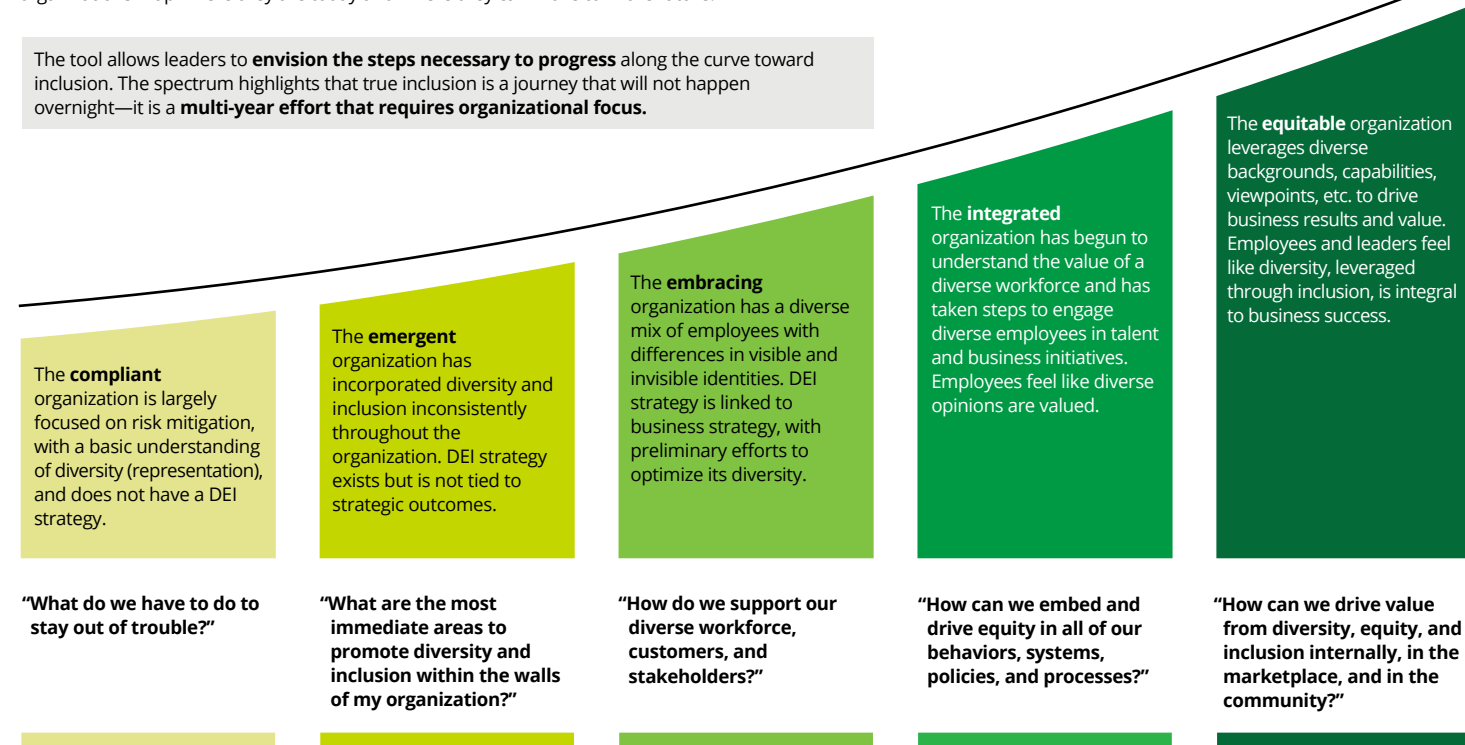 The tool allows leaders to envision the steps necessary to progress along the curve toward
inclusion. The spectrum highlights that true inclusion is a journey that will not happen
overnight—it is a multi-year effort that requires organizational focus.
The compliant
organization is largely
focused on risk mitigation,
with a basic understanding
of diversity (representation),
and does not have a DEI
strategy.
The emergent
organization has
incorporated diversity and
inclusion inconsistently
throughout the
organization. DEI strategy
exists but is not tied to
strategic outcomes.
The embracing
organization has a diverse
mix of employees with
differences in visible and
invisible identities. DEI
strategy is linked to
business strategy, with
preliminary efforts to
optimize its diversity.
The integrated
organization has begun to
understand the value of a
diverse workforce and has
taken steps to engage
diverse employees in talent
and business initiatives.
Employees feel like diverse
opinions are valued.
The equitable organization
leverages diverse
backgrounds, capabilities,
viewpoints, etc. to drive
business results and value.
Employees and leaders feel
like diversity, leveraged
through inclusion, is integral
to business success.
“What do we have to do to
stay out of trouble?”
“What are the most
immediate areas to
promote diversity and
inclusion within the walls
of my organization?”
“How do we support our
diverse workforce,
customers, and
stakeholders?”
“How can we embed and
drive equity in all of our
behaviors, systems,
policies, and processes?”
“How can we drive value
from diversity, equity, and
inclusion internally, in the
marketplace, and in the
community?”